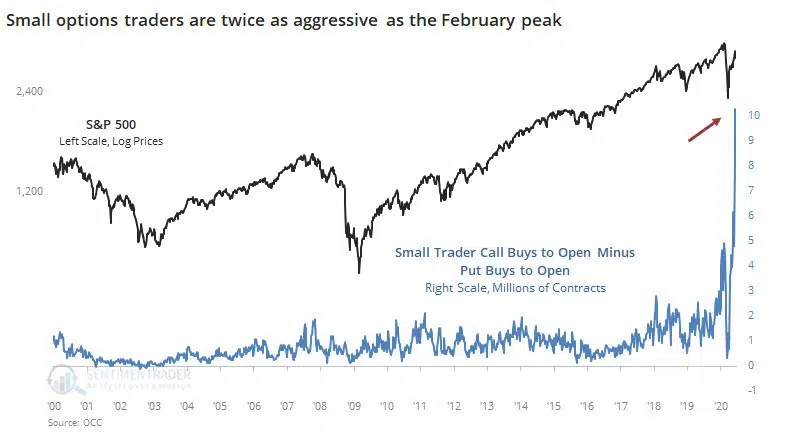 Small options traders are twice as aggressive as the February peak
2,400
S&P 500
Left Scale, Log Prices
1,200
10
9
8
7
6
5
4
3
2
1
0
-1
Small Trader Call Buys to Open Minus
Put Buys to Open
Right Scale, Millions of Contracts
SENTIMENTRADER
'00 '01 '02 '03 '04 '05 '06 '07 '08 '09 '10 '11 '12 '13 '14 '15 '16 '17 '18 '19 '20
Source: OCC